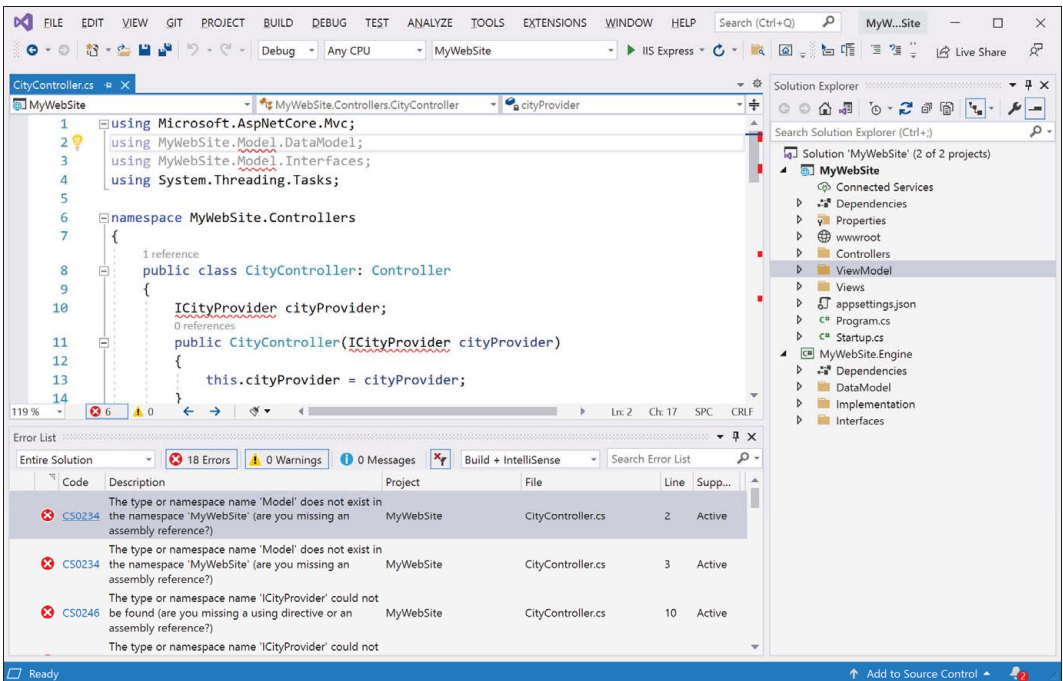 FILE EDIT VIEW GIT PROJECT BUILD DEBUG TEST ANALYZE TOOLS EXTENSIONS WINDOW HELP Search (Ctrl+Q) MyW...Site
Debug Any CPU MyWebSite IIS Express Live Share
CityController.cs
MyWebSite MyWebSite.Controllers.CityController cityProvider
1 using Microsoft.AspNetCore.Mvc;
2 using MyWebSite.Model.DataModel;
3 using MyWebSite.Model.Interfaces;
4 using System.Threading.Tasks;
5
6 namespace MyWebSite.Controllers
7 {
1 reference
8 public class CityController: Controller
9 {
10 ICityProvider cityProvider;
0 references
11 public CityController(ICityProvider cityProvider)
12 {
13 this.cityProvider = cityProvider;
14 }
119 % 6 0 Ln: 2 Ch: 17 SPC CRLF
Solution Explorer
Search Solution Explorer (Ctrl+;)
Solution 'MyWebSite' (2 of 2 projects)
MyWebSite
Connected Services
Dependencies
Properties
wwwroot
Controllers
ViewModel
Views
appsettings.json
C# Program.cs
C# Startup.cs
C# MyWebSite.Engine
Dependencies
DataModel
Implementation
Interfaces
Error List
Entire Solution 18 Errors 0 Warnings 0 Messages Build + IntelliSense Search Error List
Code Description Project File Line Supp...
The type or namespace name 'Model' does not exist in
CS0234 the namespace 'MyWebSite' (are you missing an MyWebSite CityController.cs 2 Active
assembly reference?)
The type or namespace name 'Model' does not exist in
CS0234 the namespace 'MyWebSite' (are you missing an MyWebSite CityController.cs 3 Active
assembly reference?)
The type or namespace name 'ICityProvider' could not
CS0246 be found (are you missing a using directive or an MyWebSite CityController.cs 10 Active
assembly reference?)
The type or namespace name 'ICityProvider' could not
Ready Add to Source Control 2